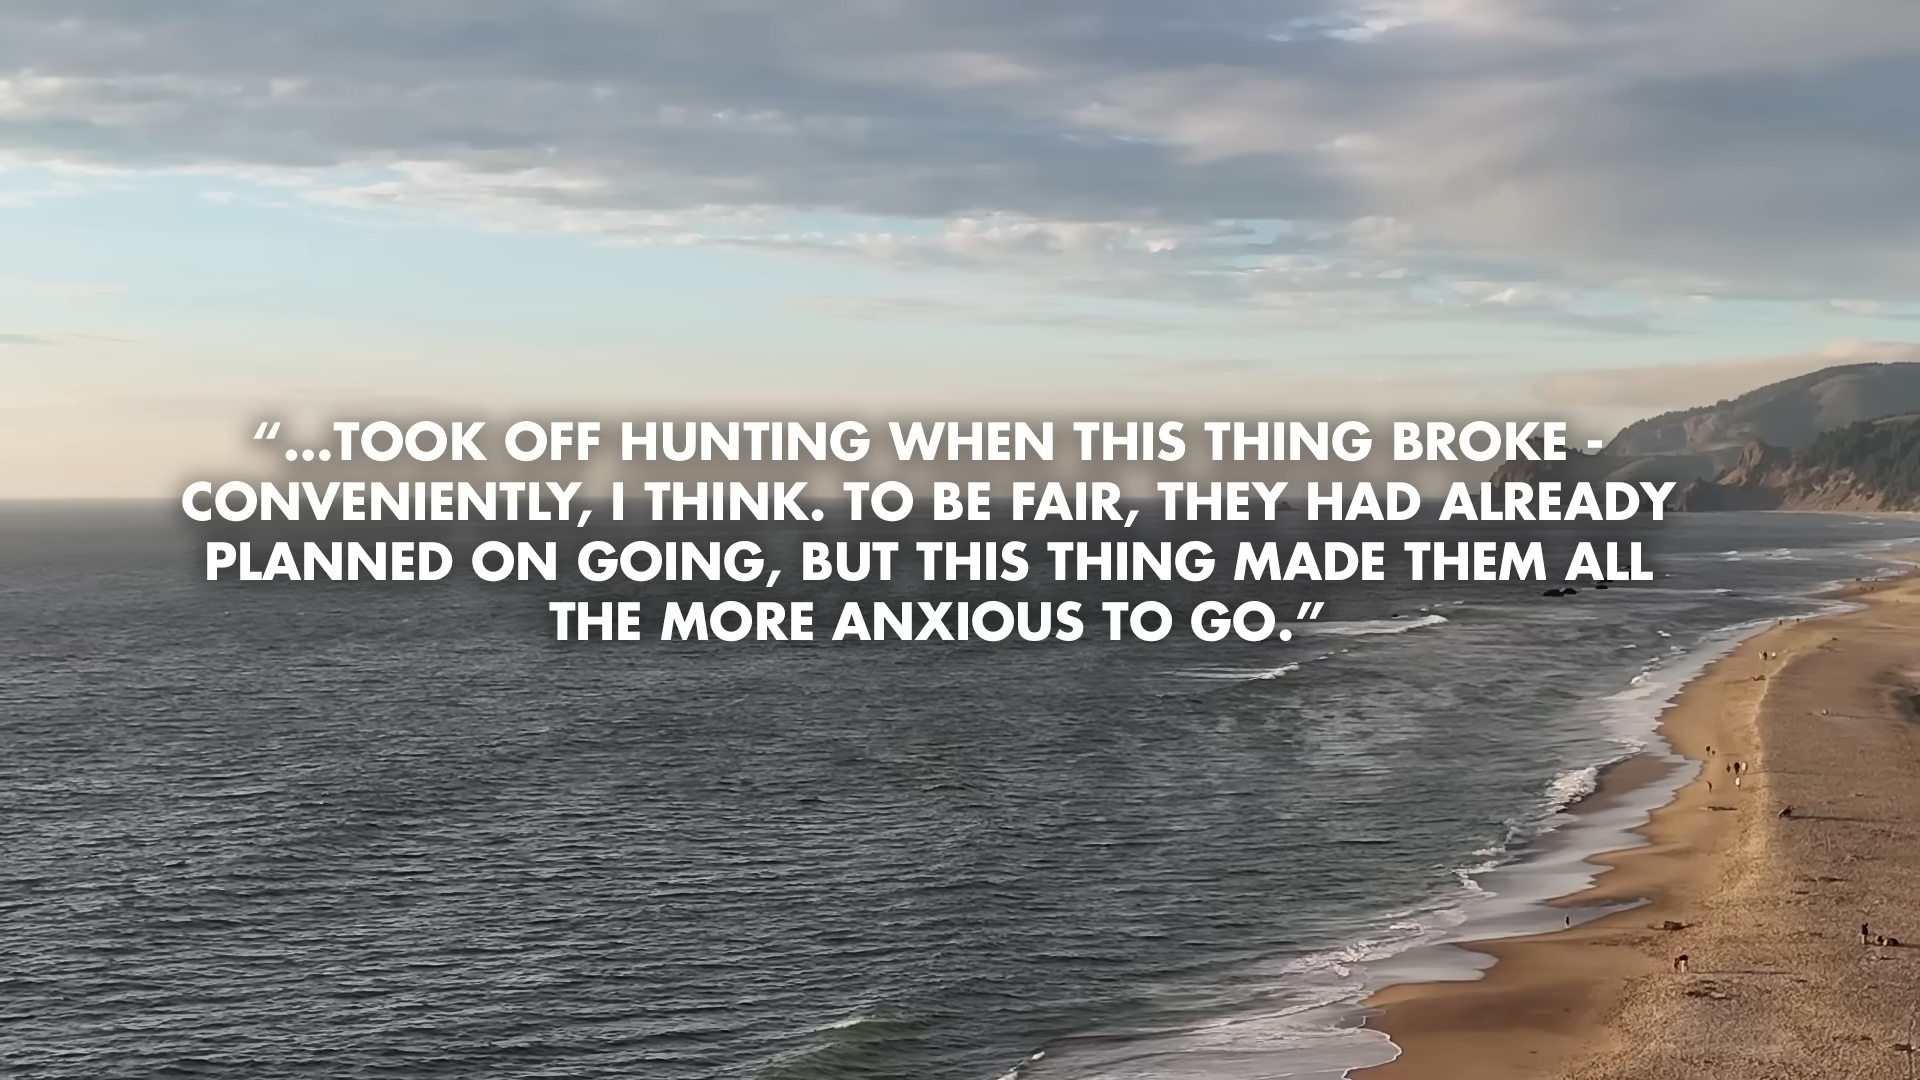 “...TOOK OFF HUNTING WHEN THIS THING BROKE -
CONVENIENTLY, I THINK. TO BE FAIR, THEY HAD ALREADY
PLANNED ON GOING, BUT THIS THING MADE THEM ALL
THE MORE ANXIOUS TO GO.”